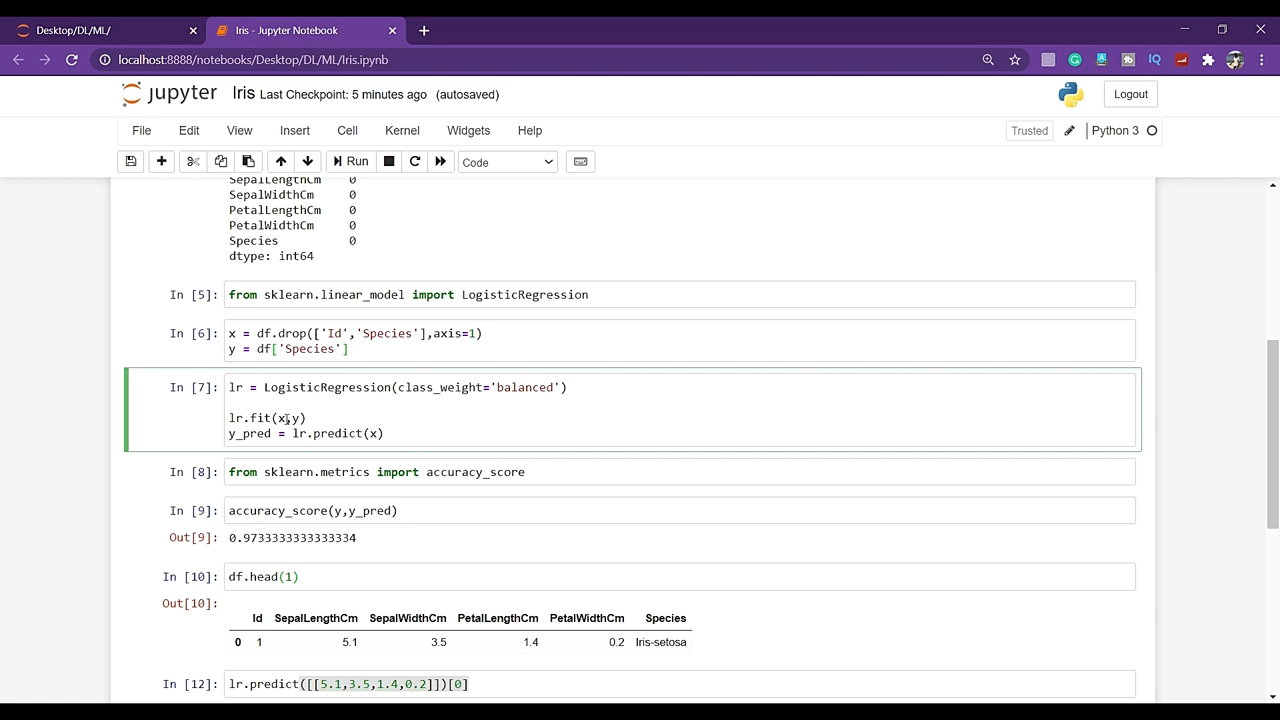 Desktop/DL/ML/
Iris - Jupyter Notebook
localhost:8888/notebooks/Desktop/DL/ML/Iris.ipynb
jupyter Iris Last Checkpoint: 5 minutes ago (autosaved)
Logout
File Edit View Insert Cell Kernel Widgets Help
Trusted Python 3
Run Code
SepalLengthCm 0
SepalWidthCm 0
PetalLengthCm 0
PetalWidthCm 0
Species 0
dtype: int64
In [5]: from sklearn.linear_model import LogisticRegression
In [6]: x = df.drop(['Id','Species'],axis=1)
y = df['Species']
In [7]: lr = LogisticRegression(class_weight='balanced')
lr.fit(x,y)
y_pred = lr.predict(x)
In [8]: from sklearn.metrics import accuracy_score
In [9]: accuracy_score(y,y_pred)
Out[9]: 0.9733333333333334
In [10]: df.head(1)
Out[10]:
Id SepalLengthCm SepalWidthCm PetalLengthCm PetalWidthCm Species
0 1 5.1 3.5 1.4 0.2 Iris-setosa
In [12]: lr.predict([[5.1,3.5,1.4,0.2]])[0]